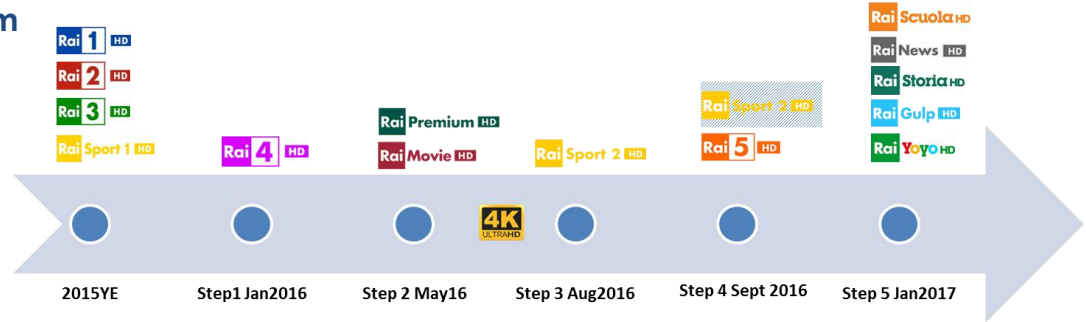 m
Rai 1 HD
Rai 2 HD
Rai 3 HD
Rai Sport 1 HD
Rai 4 HD
Rai Premium HD
Rai Movie HD
Rai Sport 2 HD
Rai Sport 2 HD
Rai 5 HD
Rai Scuola HD
Rai News HD
Rai Storia HD
Rai Gulp HD
Rai Yoyo HD
4K
ULTRAHD
2015YE
Step1 Jan2016
Step 2 May16
Step 3 Aug2016
Step 4 Sept 2016
Step 5 Jan2017